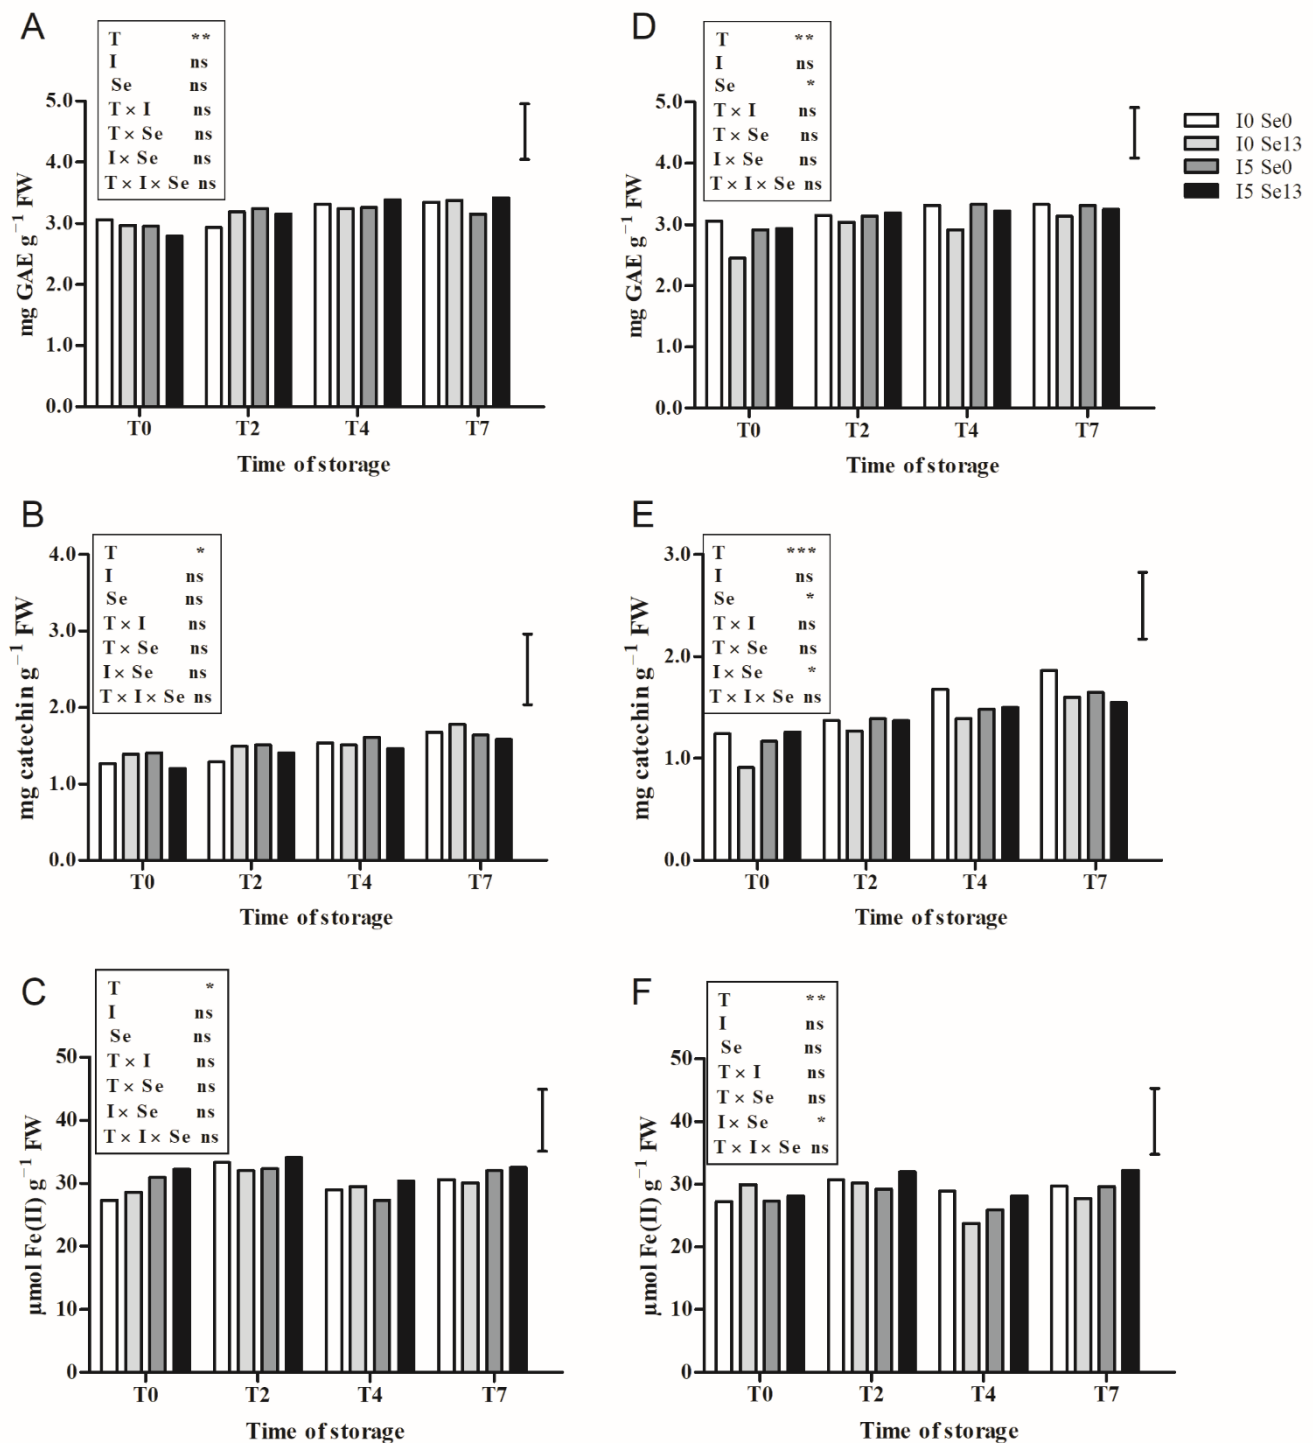 A
T **
I ns
Se ns
T × I ns
T × Se ns
I × Se ns
T × I × Se ns
5.0
4.0
3.0
2.0
1.0
0.0
mg GAE g⁻¹ FW
T0 T2 T4 T7
Time of storage
D
T **
I ns
Se *
T × I ns
T × Se ns
I × Se ns
T × I × Se ns
5.0
4.0
3.0
2.0
1.0
0.0
mg GAE g⁻¹ FW
T0 T2 T4 T7
Time of storage
I0 Se0
I0 Se13
I5 Se0
I5 Se13
B
T *
I ns
Se ns
T × I ns
T × Se ns
I × Se ns
T × I × Se ns
4.0
3.0
2.0
1.0
0.0
mg catechin g⁻¹ FW
T0 T2 T4 T7
Time of storage
E
T ***
I ns
Se *
T × I ns
T × Se ns
I × Se *
T × I × Se ns
3.0
2.0
1.0
0.0
mg catechin g⁻¹ FW
T0 T2 T4 T7
Time of storage
C
T *
I ns
Se ns
T × I ns
T × Se ns
I × Se ns
T × I × Se ns
50
40
30
20
10
0
µmol Fe(II) g⁻¹ FW
T0 T2 T4 T7
Time of storage
F
T **
I ns
Se ns
T × I ns
T × Se ns
I × Se *
T × I × Se ns
50
40
30
20
10
0
µmol Fe(II) g⁻¹ FW
T0 T2 T4 T7
Time of storage